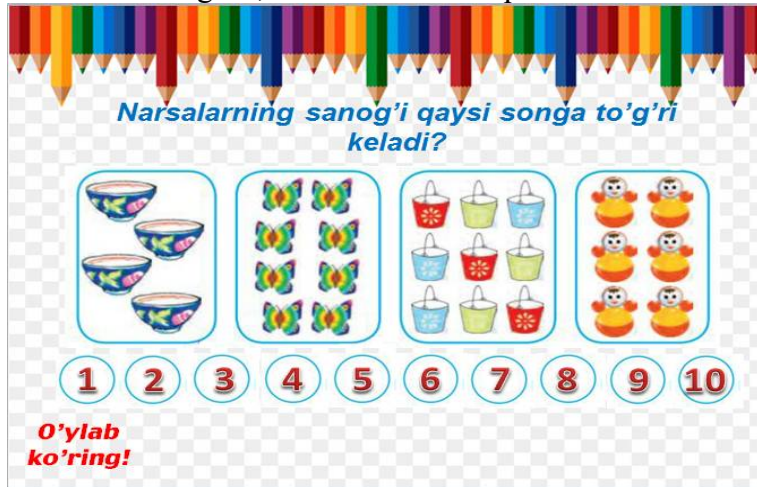 Narsalarning sanog’i qaysi songa to’g’ri
keladi?
1 2 3 4 5 6 7 8 9 10
O’ylab
ko’ring!